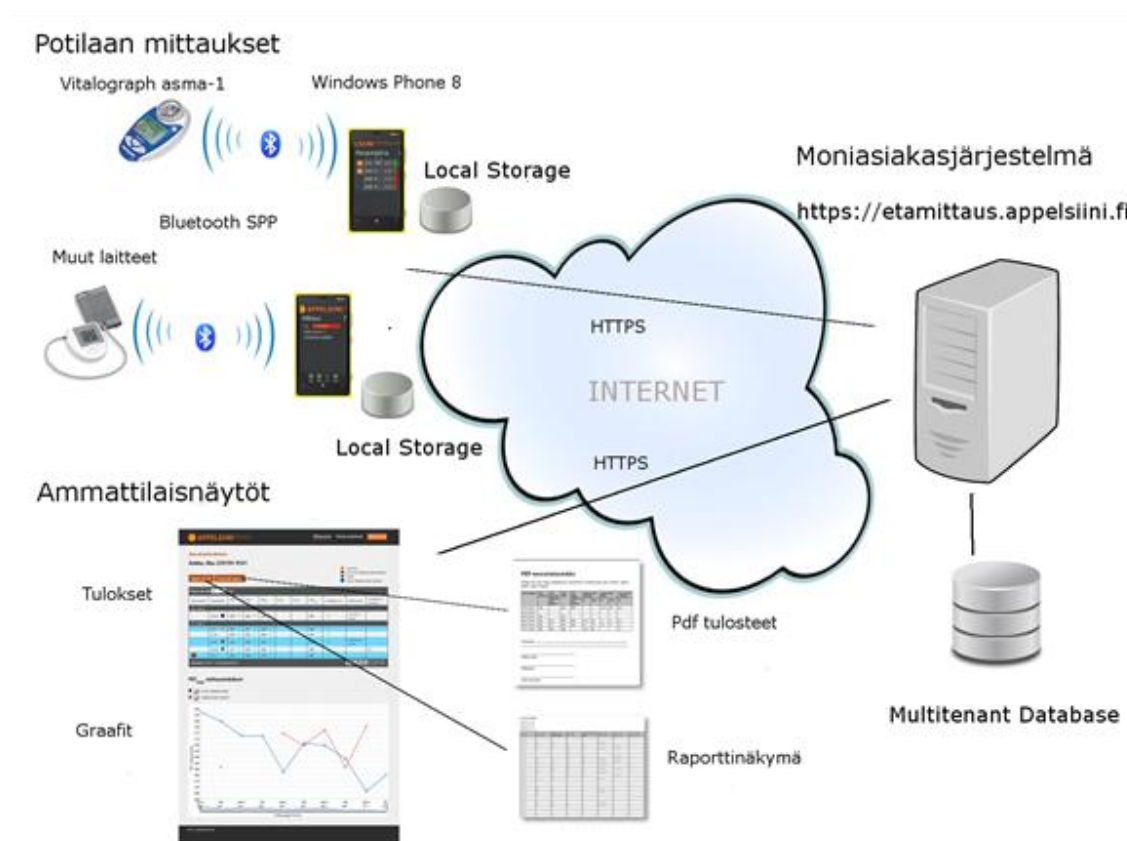 Potilaan mittaukset
Vitalograph asma-1
Windows Phone 8
Local Storage
Bluetooth SPP
Muut laitteet
Local Storage
Moniasiakasjärjestelmä
https://etamittaus.appelsiini.fi
HTTPS
INTERNET
HTTPS
Ammattilaisnäytöt
Tulokset
Graafit
Pdf tulosteet
Raporttinäkymä
Multitenant Database